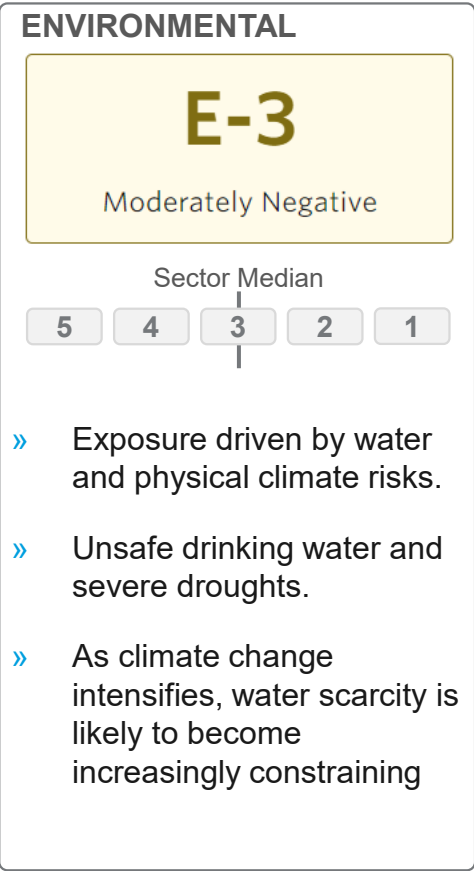 ENVIRONMENTAL
E-3
Moderately Negative
Sector Median
5 4 3 2 1
» Exposure driven by water
and physical climate risks.
» Unsafe drinking water and
severe droughts.
» As climate change
intensifies, water scarcity is
likely to become
increasingly constraining